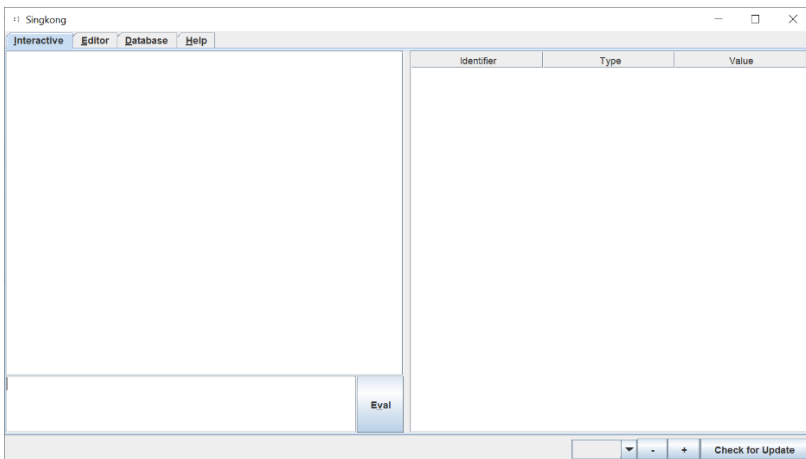 Singkong
Interactive Editor Database Help
Identifier Type Value
Eval
- + Check for Update